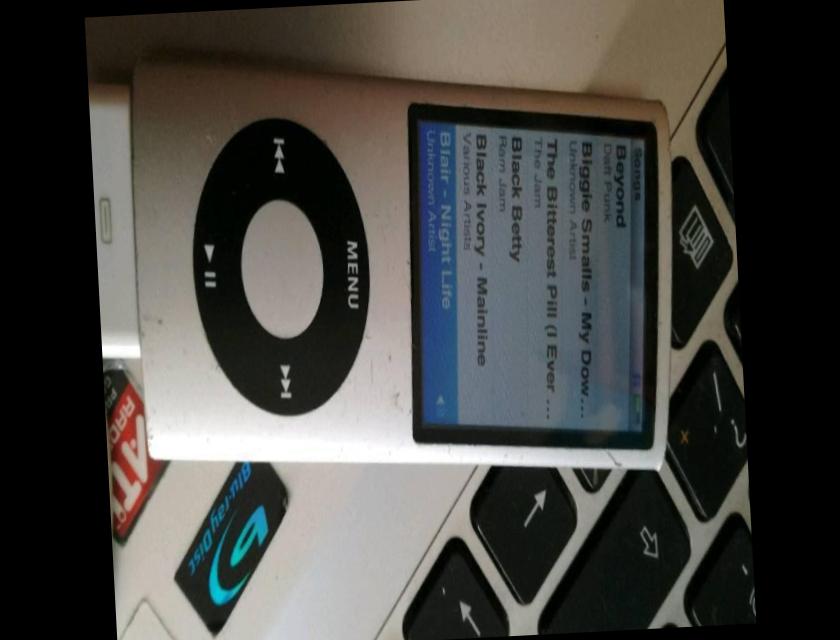 Songs
Beyond
Daft Punk
Biggie Smalls - My Dow...
Unknown Artist
The Bitterest Pill (I Ever ...
The Jam
Black Betty
Ram Jam
Black Ivory - Mainline
Various Artists
Blair - Night Life
Unknown Artist
MENU
ATI
Blu-ray Disc